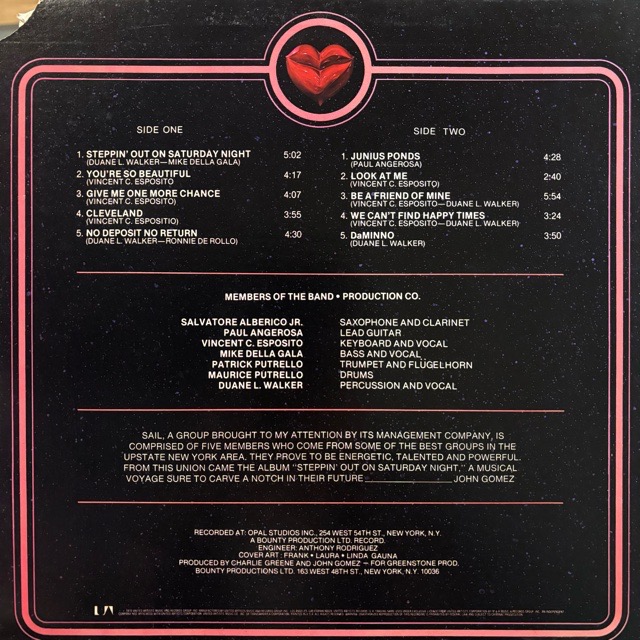 SIDE ONE
1. STEPPIN' OUT ON SATURDAY NIGHT 5:02
(DUANE L. WALKER—MIKE DELLA GALA)
2. YOU'RE SO BEAUTIFUL 4:17
(VINCENT C. ESPOSITO)
3. GIVE ME ONE MORE CHANCE 4:07
(VINCENT C. ESPOSITO)
4. CLEVELAND 3:55
(VINCENT C. ESPOSITIO)
5. NO DEPOSIT NO RETURN 4:30
(DUANE L. WALKER—RONNIE DE ROLLO)
SIDE TWO
1. JUNIUS PONDS 4:28
(PAUL ANGEROSA)
2. LOOK AT ME 2:40
(VINCENT C. ESPOSITO)
3. BE A FRIEND OF MINE 5:54
(VINCENT C. ESPOSITO—DUANE L. WALKER)
4. WE CAN'T FIND HAPPY TIMES 3:24
(VINCENT C. ESPOSITO—DUANE L. WALKER)
5. DaMINNO 3:50
(DUANE L. WALKER)
MEMBERS OF THE BAND • PRODUCTION CO.
SALVATORE ALBERICO JR. SAXOPHONE AND CLARINET
PAUL ANGEROSA LEAD GUITAR
VINCENT C. ESPOSITO KEYBOARD AND VOCAL
MIKE DELLA GALA BASS AND VOCAL
PATRICK PUTRELLO TRUMPET AND FLÜGELHORN
MAURICE PUTRELLO DRUMS
DUANE L. WALKER PERCUSSION AND VOCAL
SAIL, A GROUP BROUGHT TO MY ATTENTION BY ITS MANAGEMENT COMPANY, IS
COMPRISED OF FIVE MEMBERS WHO COME FROM SOME OF THE BEST GROUPS IN THE
UPSTATE NEW YORK AREA. THEY PROVE TO BE ENERGETIC, TALENTED AND POWERFUL.
FROM THIS UNION CAME THE ALBUM "STEPPIN' OUT ON SATURDAY NIGHT," A MUSICAL
VOYAGE SURE TO CARVE A NOTCH IN THEIR FUTURE ____________ JOHN GOMEZ
RECORDED AT: OPAL STUDIOS INC., 254 WEST 54TH ST., NEW YORK, N.Y.
A BOUNTY PRODUCTION LTD. RECORD.
ENGINEER: ANTHONY RODRIGUEZ
COVER ART: FRANK • LAURA • LINDA GAUNA
PRODUCED BY CHARLIE GREENE AND JOHN GOMEZ — FOR GREENSTONE PROD.
BOUNTY PRODUCTIONS LTD. 163 WEST 48TH ST., NEW YORK, N.Y. 10036